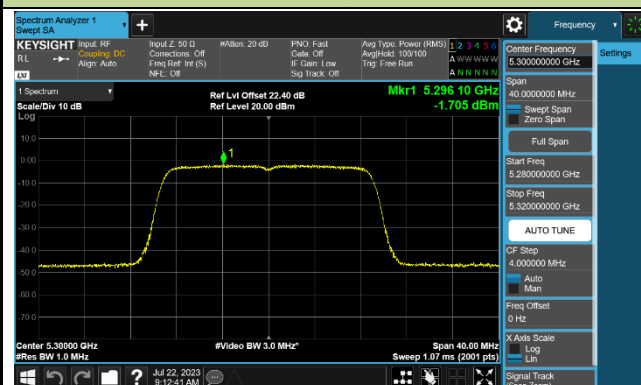 Spectrum Analyzer 1
Swept SA
Frequency
KEYSIGHT Input: RF
RL Coupling: DC
Align: Auto
Input Z: 50 Ω
Corrections: Off
Freq Ref: Int (S)
NFE: Off
#Atten: 20 dB
PNO: Fast
Gate: Off
IF Gain: Low
Sig Track: Off
Avg Type: Power (RMS)
Avg|Hold: 100/100
Trig: Free Run
1 2 3 4 5 6
A W W W W W
A N N N N N
LXI
1 Spectrum
Scale/Div 10 dB
Log
Ref Lvl Offset 22.40 dB
Ref Level 20.00 dBm
Mkr1 5.296 10 GHz
-1.705 dBm
1
10.0
0.00
-10.0
-20.0
-30.0
-40.0
-50.0
-60.0
-70.0
Center 5.30000 GHz
#Res BW 1.0 MHz
#Video BW 3.0 MHz*
Span 40.00 MHz
Sweep 1.07 ms (2001 pts)
Jul 22, 2023
9:12:41 AM
Center Frequency
5.300000000 GHz
Settings
Span
40.0000000 MHz
Swept Span
Zero Span
Full Span
Start Freq
5.280000000 GHz
Stop Freq
5.320000000 GHz
AUTO TUNE
CF Step
4.000000 MHz
Auto
Man
Freq Offset
0 Hz
X Axis Scale
Log
Lin
Signal Track
(Span Zoom)